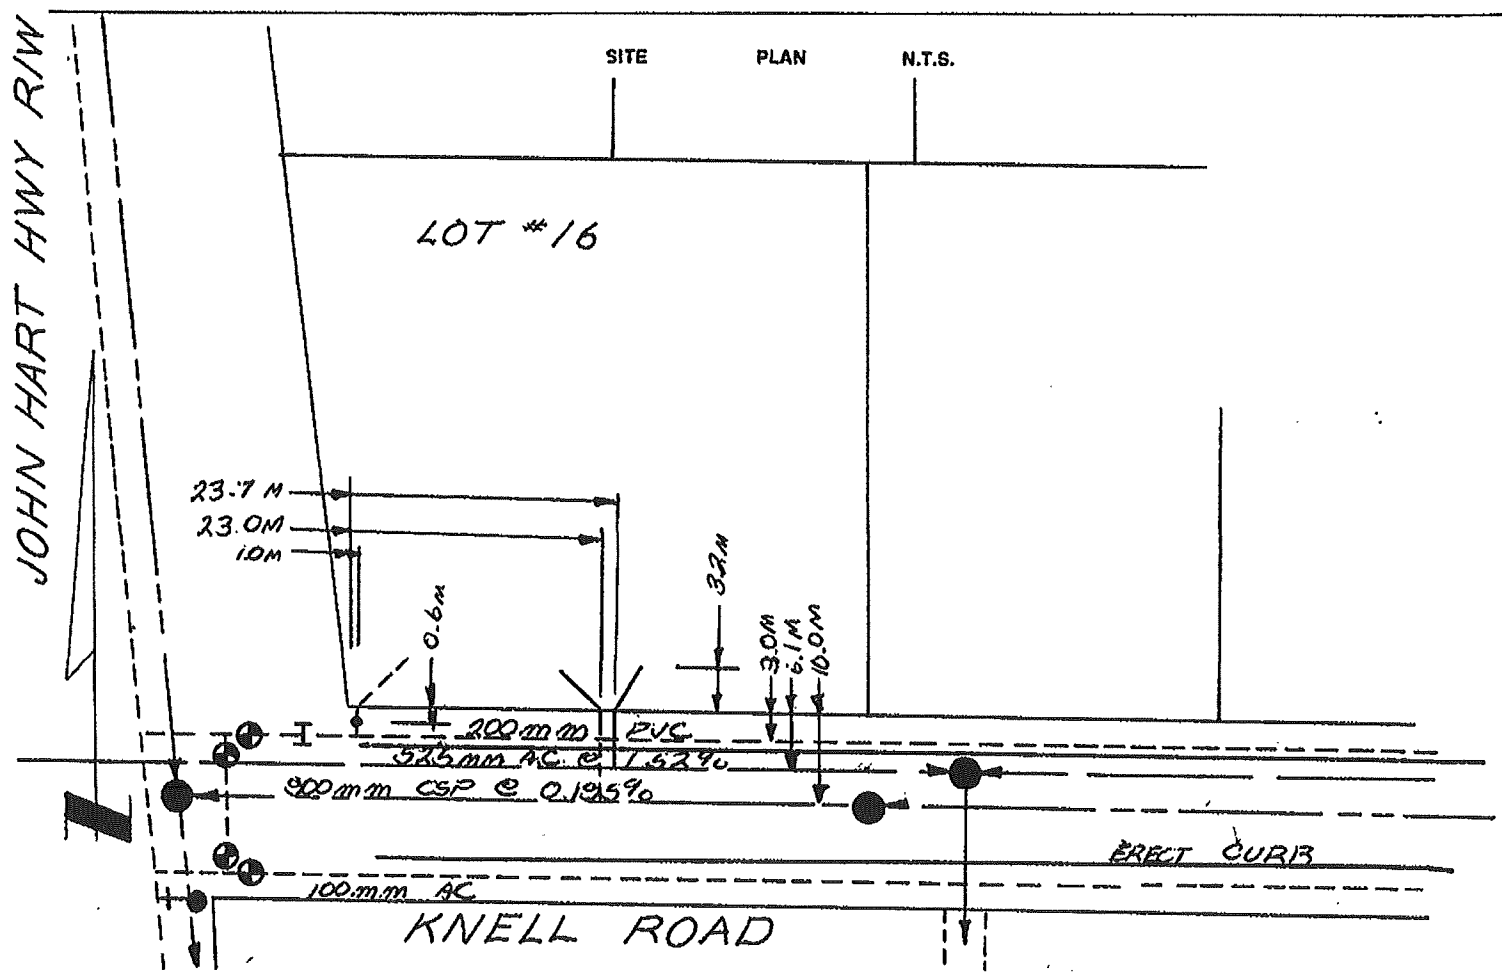 SITE PLAN N.T.S.
JOHN HART HWY R/W
LOT #16
23.7 M
23.0M
1.0M
0.6m
3.2M
3.0M
6.1M
10.0M
200mm PVC
525mm AC @ 1.52%
900mm CSP @ 0.195%
ERECT CURB
100mm AC
KNELL ROAD